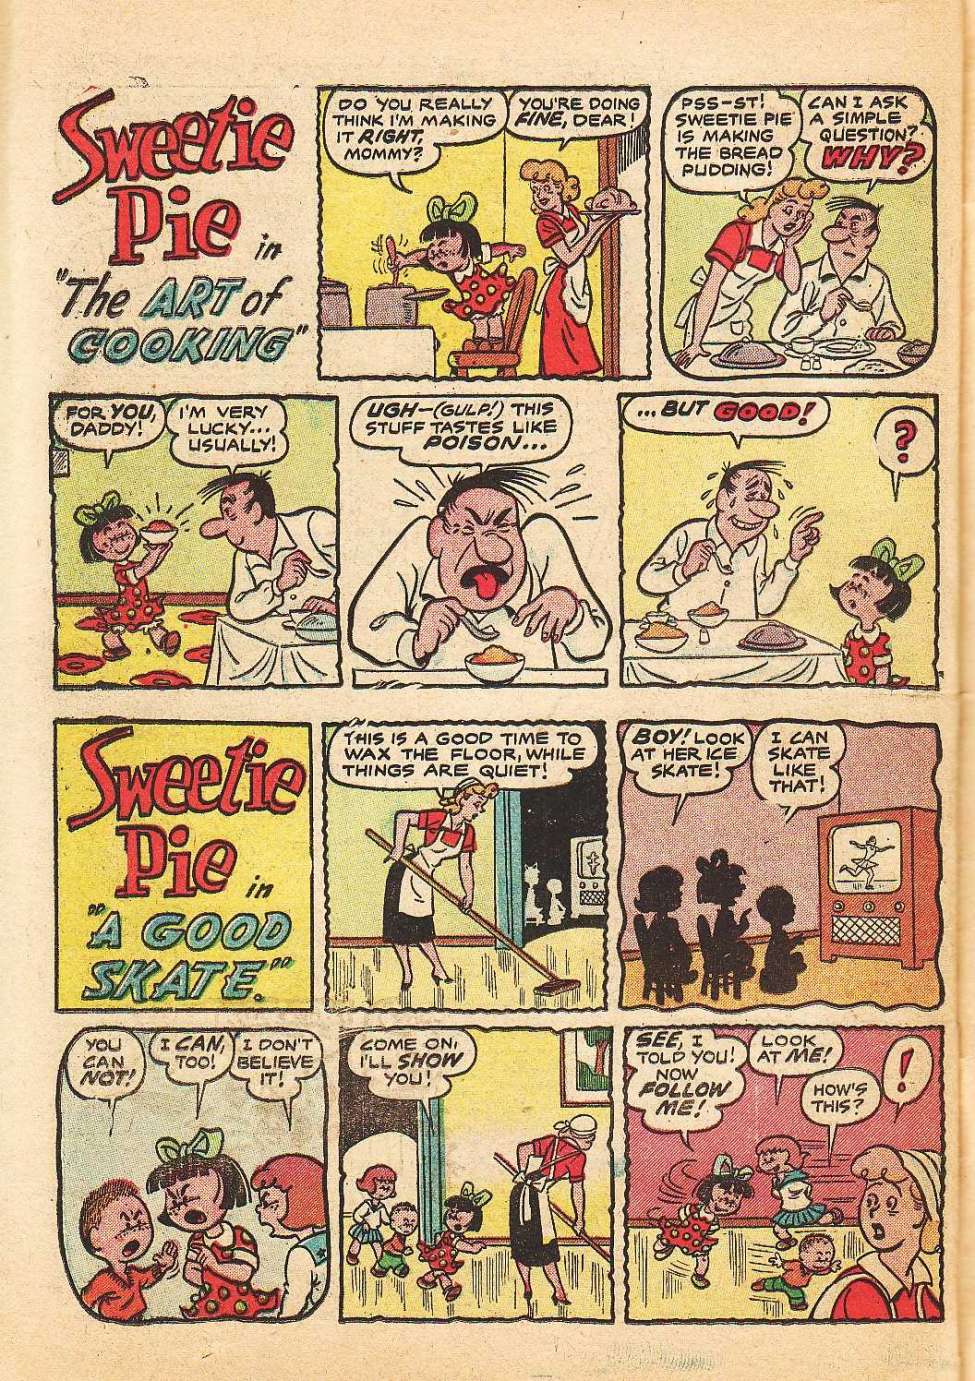 Sweetie
Pie
in
"The ART of
COOKING"
DO YOU REALLY
THINK I'M MAKING
IT RIGHT,
MOMMY?
YOU'RE DOING
FINE, DEAR!
PSS-ST!
SWEETIE PIE
IS MAKING
THE BREAD
PUDDING!
CAN I ASK
A SIMPLE
QUESTION?
WHY?
FOR YOU,
DADDY!
I'M VERY
LUCKY...
USUALLY!
UGH-(GULP!) THIS
STUFF TASTES LIKE
POISON...
...BUT GOOD!
?
Sweetie
Pie
in
"A GOOD
SKATE."
THIS IS A GOOD TIME TO
WAX THE FLOOR, WHILE
THINGS ARE QUIET!
BOY! LOOK
AT HER ICE
SKATE!
I CAN
SKATE
LIKE
THAT!
YOU
CAN
NOT!
I CAN,
TOO!
I DON'T
BELIEVE
IT!
COME ON,
I'LL SHOW
YOU!
SEE, I
TOLD YOU!
NOW
FOLLOW
ME!
LOOK
AT ME!
HOW'S
THIS?
!
? ?